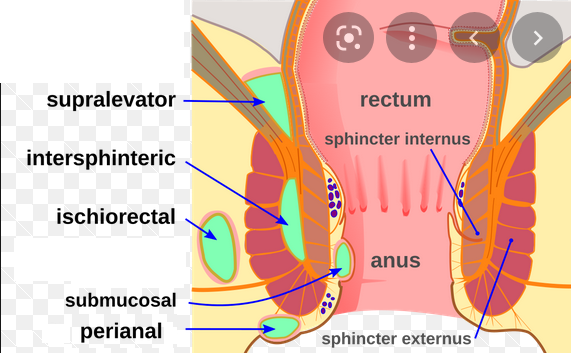 supralevator
rectum
sphincter internus
intersphinteric
ischiorectal
anus
submucosal
perianal
sphincter externus